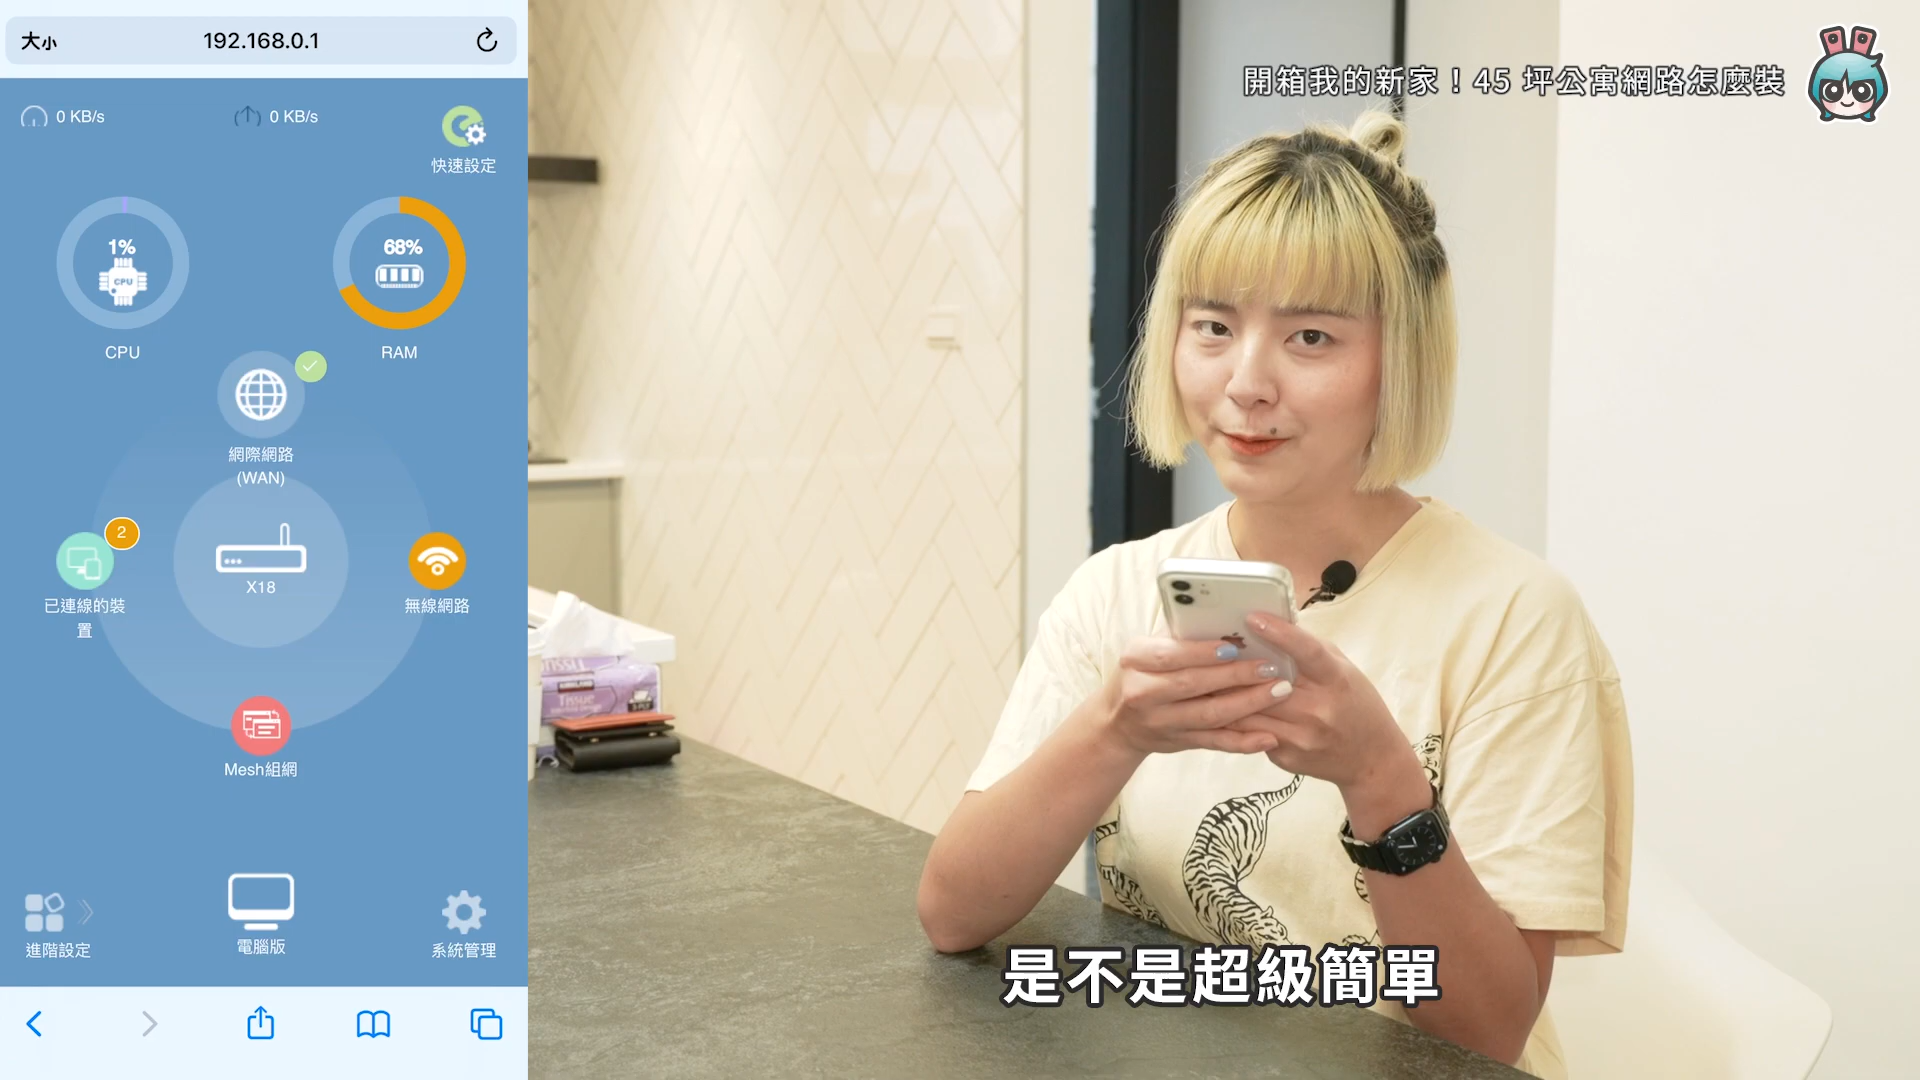 大小
192.168.0.1
0 KB/s
0 KB/s
快速設定
1%
CPU
CPU
68%
RAM
網際網路
(WAN)
2
已連線的裝
置
X18
無線網路
Mesh組網
進階設定
電腦版
系統管理
開箱我的新家！45 坪公寓網路怎麼裝
KIRKLAND
Tissue
是不是超級簡單